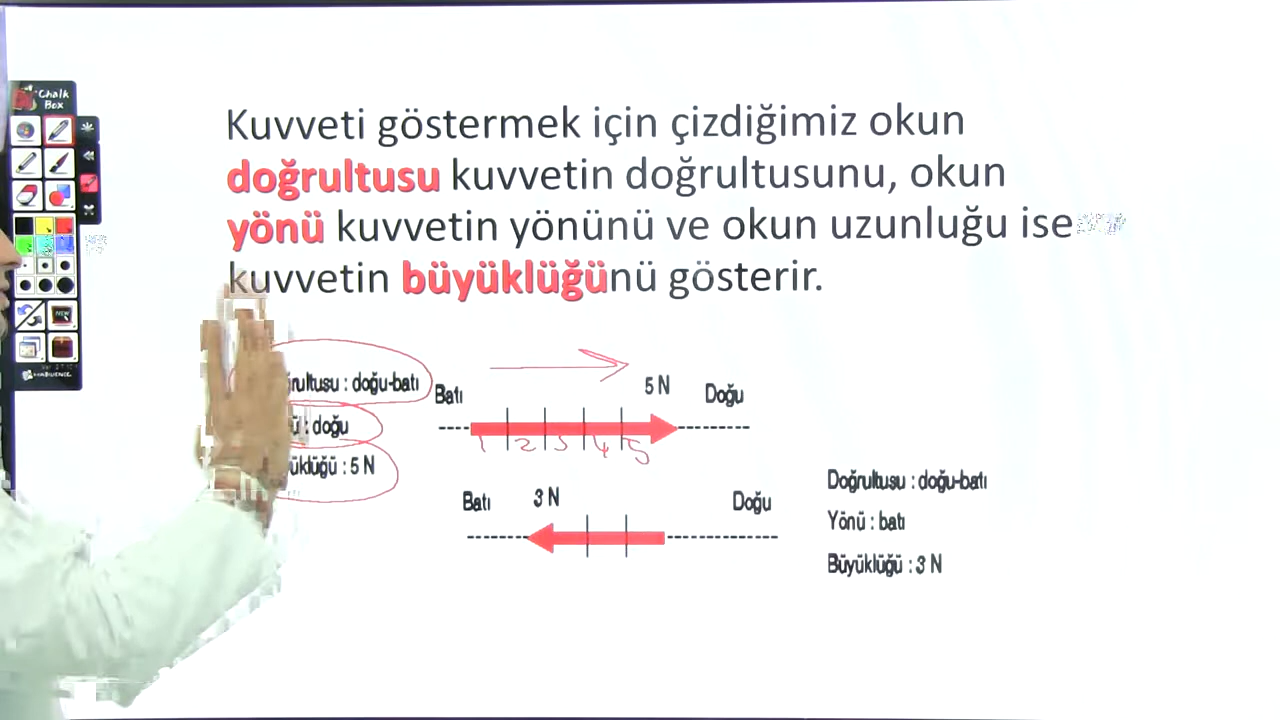 Chalk
Box
Kuvveti göstermek için çizdiğimiz okun
doğrultusu kuvvetin doğrultusunu, okun
yönü kuvvetin yönünü ve okun uzunluğu ise
kuvvetin büyüklüğünü gösterir.
: doğu-batı
: doğu
: 5 N
Batı 5 N Doğu
1 2 3 4 5
Batı 3 N Doğu
Doğrultusu : doğu-batı
Yönü : batı
Büyüklüğü : 3 N